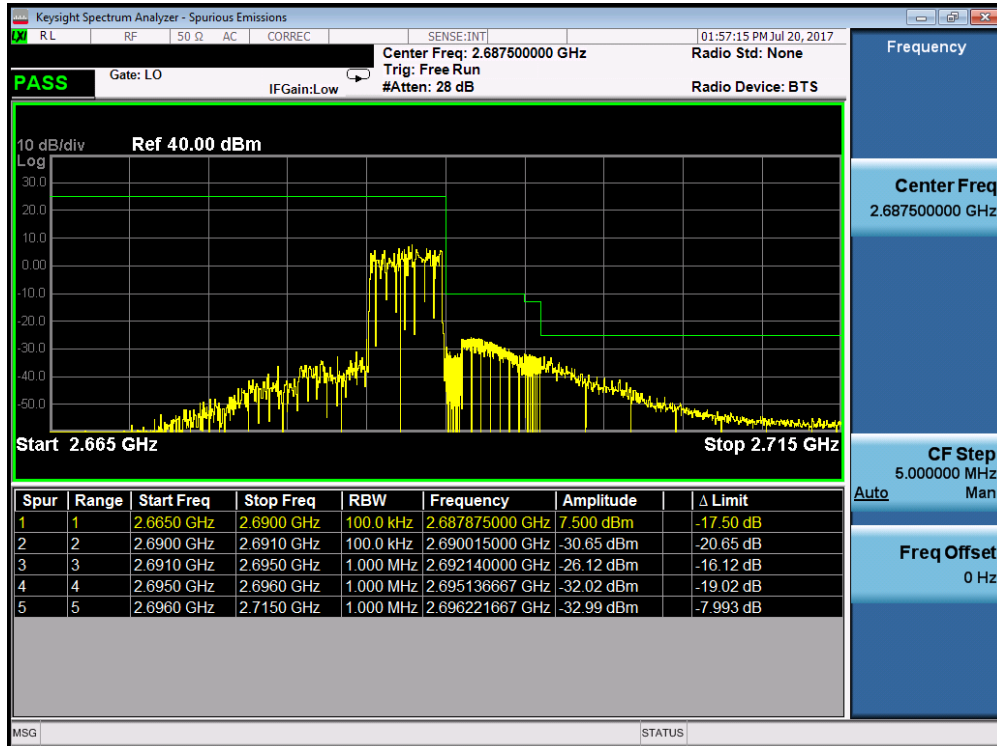 Keysight Spectrum Analyzer - Spurious Emissions
LXI RL RF 50 Ω AC CORREC SENSE:INT 01:57:15 PM Jul 20, 2017
Center Freq: 2.687500000 GHz Radio Std: None
Trig: Free Run
PASS Gate: LO IFGain:Low #Atten: 28 dB Radio Device: BTS
10 dB/div Ref 40.00 dBm
Log
30.0
20.0
10.0
0.00
-10.0
-20.0
-30.0
-40.0
-50.0
Start 2.665 GHz Stop 2.715 GHz
Spur Range Start Freq Stop Freq RBW Frequency Amplitude Δ Limit
1 1 2.6650 GHz 2.6900 GHz 100.0 kHz 2.687875000 GHz 7.500 dBm -17.50 dB
2 2 2.6900 GHz 2.6910 GHz 100.0 kHz 2.690015000 GHz -30.65 dBm -20.65 dB
3 3 2.6910 GHz 2.6950 GHz 1.000 MHz 2.692140000 GHz -26.12 dBm -16.12 dB
4 4 2.6950 GHz 2.6960 GHz 1.000 MHz 2.695136667 GHz -32.02 dBm -19.02 dB
5 5 2.6960 GHz 2.7150 GHz 1.000 MHz 2.696221667 GHz -32.99 dBm -7.993 dB
MSG STATUS
Frequency
Center Freq
2.687500000 GHz
CF Step
5.000000 MHz
Auto Man
Freq Offset
0 Hz